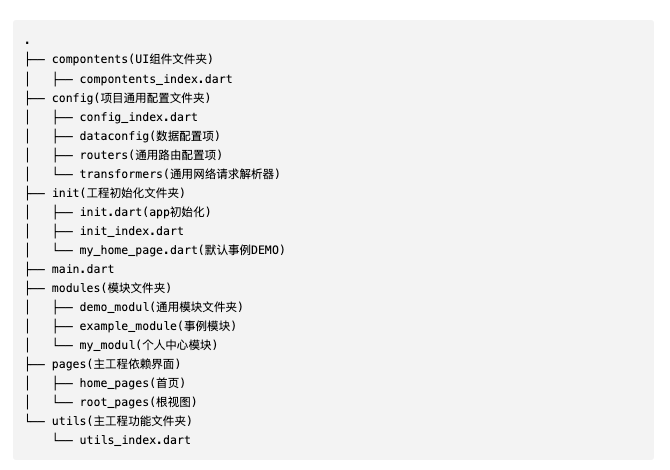 .
├── compontents(UI组件文件夹)
│   ├── compontents_index.dart
├── config(项目通用配置文件夹)
│   ├── config_index.dart
│   ├── dataconfig(数据配置项)
│   ├── routers(通用路由配置项)
│   └── transformers(通用网络请求解析器)
├── init(工程初始化文件夹)
│   ├── init.dart(app初始化)
│   ├── init_index.dart
│   └── my_home_page.dart(默认事例DEMO)
├── main.dart
├── modules(模块文件夹)
│   ├── demo_modul(通用模块文件夹)
│   ├── example_module(事例模块)
│   └── my_modul(个人中心模块)
├── pages(主工程依赖界面)
│   ├── home_pages(首页)
│   └── root_pages(根视图)
└── utils(主工程功能文件夹)
    └── utils_index.dart